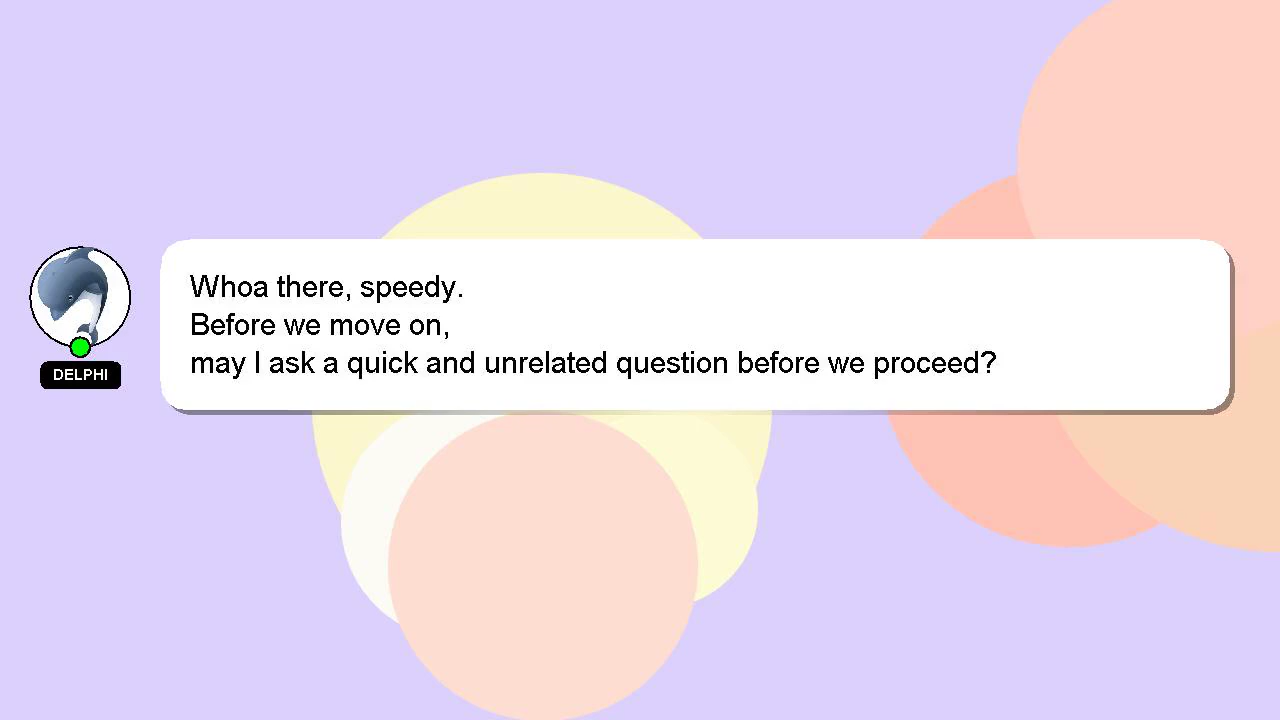 Whoa there, speedy.
Before we move on,
may I ask a quick and unrelated question before we proceed?
DELPHI